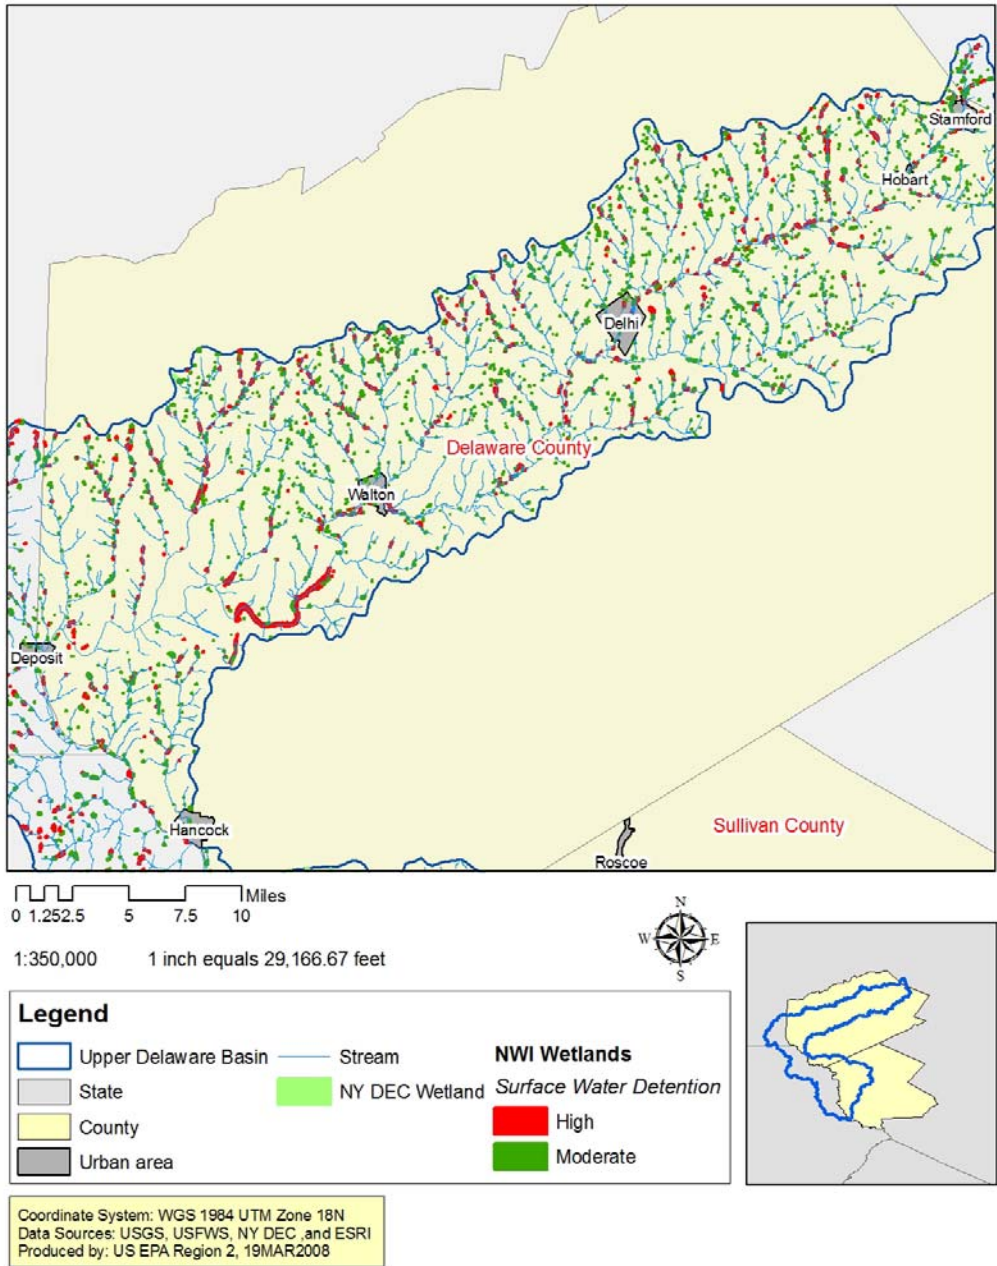 Stamford
Hobart
Delhi
Delaware County
Walton
Deposit
Hancock
Sullivan County
Roscoe
Miles
0 1.252.5 5 7.5 10
1:350,000 1 inch equals 29,166.67 feet
N
W E
S
Legend
Upper Delaware Basin
State
County
Urban area
Stream
NY DEC Wetland
NWI Wetlands
Surface Water Detention
High
Moderate
Coordinate System: WGS 1984 UTM Zone 18N
Data Sources: USGS, USFWS, NY DEC ,and ESRI
Produced by: US EPA Region 2, 19MAR2008